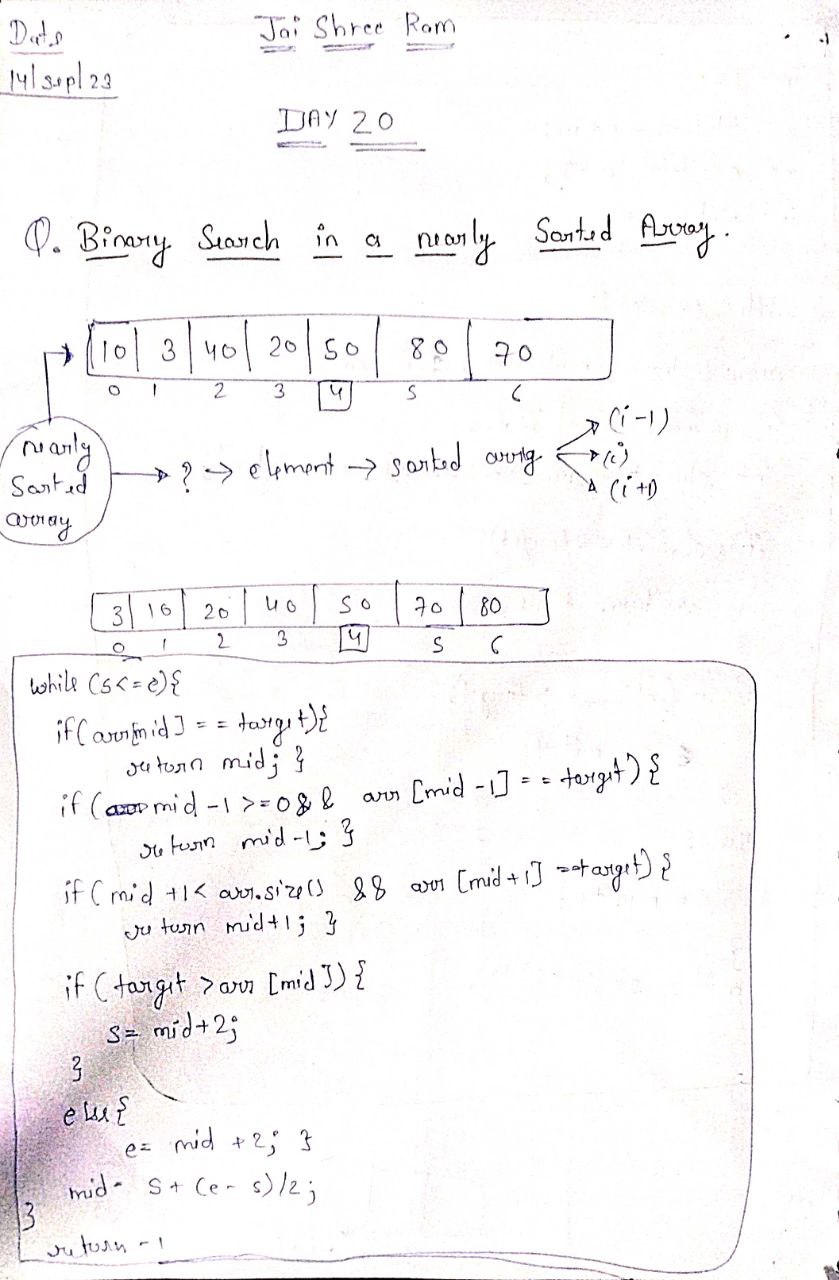 Date
14/sep/23
Jai Shree Ram
DAY 20
Q. Binary Search in a nearly Sorted Array.
10 3 40 20 50 80 70
0 1 2 3 4 5 6
nearly
Sorted
array
? → element → sorted array
(i-1)
(i)
(i+1)
3 10 20 40 50 70 80
0 1 2 3 4 5 6
while (s<=e){
if(arr[mid] == target){
return mid; }
if (mid -1 >=0 && arr [mid -1] == target) {
return mid-1; }
if ( mid +1< arr.size() && arr [mid+1] ==target) {
return mid+1; }
if ( target > arr [mid]) {
s= mid+2;
}
else{
e= mid +2; }
mid= s+ (e- s)/2;
}
return -1